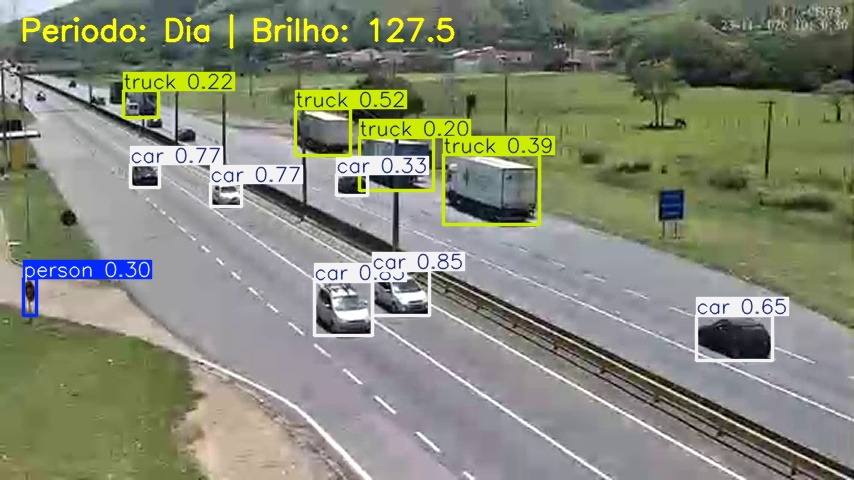 Periodo: Dia | Brilho: 127.5
truck 0.22
truck 0.52
truck 0.20
truck 0.39
car 0.77
car 0.77
car 0.33
person 0.30
car 0.85
car 0.65